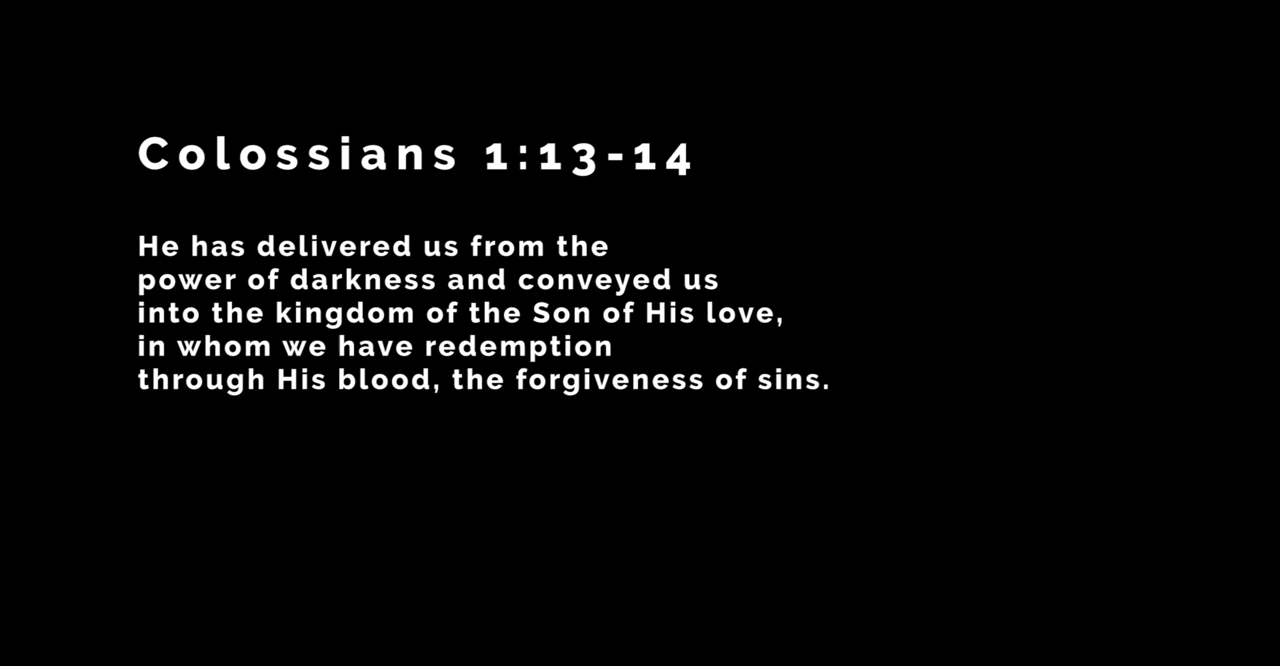 Colossians 1:13-14
He has delivered us from the
power of darkness and conveyed us
into the kingdom of the Son of His love,
in whom we have redemption
through His blood, the forgiveness of sins.